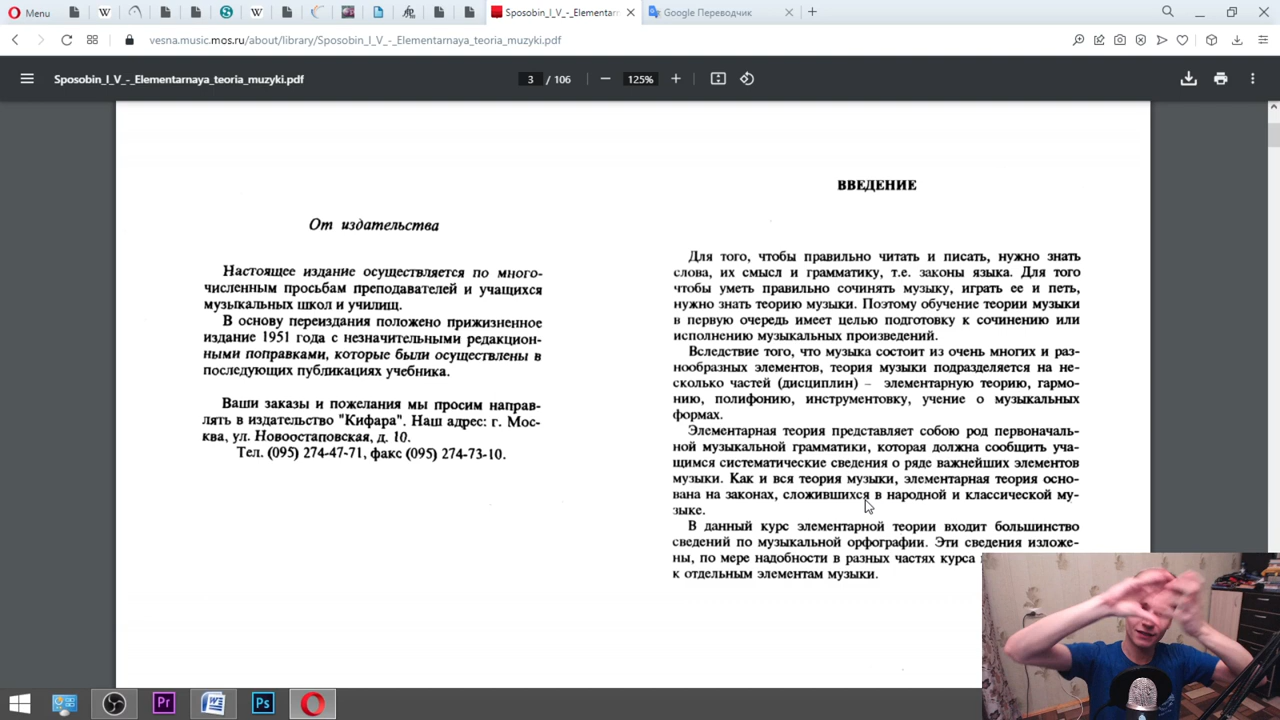 Menu
Sposobin_I_V_-_Elementar
Google Переводчик
vesna.music.mos.ru/about/library/Sposobin_I_V_-_Elementarnaya_teoria_muzyki.pdf
Sposobin_I_V_-_Elementarnaya_teoria_muzyki.pdf
3 / 106
125%
От издательства
Настоящее издание осуществляется по много-
численным просьбам преподавателей и учащихся
музыкальных школ и училищ.
В основу переиздания положено прижизненное
издание 1951 года с незначительными редакцион-
ными поправками, которые были осуществлены в
последующих публикациях учебника.
Ваши заказы и пожелания мы просим направ-
лять в издательство "Кифара". Наш адрес: г. Мос-
ква, ул. Новоостаповская, д. 10.
Тел. (095) 274-47-71, факс (095) 274-73-10.
ВВЕДЕНИЕ
Для того, чтобы правильно читать и писать, нужно знать
слова, их смысл и грамматику, т.е. законы языка. Для того
чтобы уметь правильно сочинять музыку, играть ее и петь,
нужно знать теорию музыки. Поэтому обучение теории музыки
в первую очередь имеет целью подготовку к сочинению или
исполнению музыкальных произведений.
Вследствие того, что музыка состоит из очень многих и раз-
нообразных элементов, теория музыки подразделяется на не-
сколько частей (дисциплин) – элементарную теорию, гармо-
нию, полифонию, инструментовку, учение о музыкальных
формах.
Элементарная теория представляет собою род первоначаль-
ной музыкальной грамматики, которая должна сообщить уча-
щимся систематические сведения о ряде важнейших элементов
музыки. Как и вся теория музыки, элементарная теория осно-
вана на законах, сложившихся в народной и классической му-
зыке.
В данный курс элементарной теории входит большинство
сведений по музыкальной орфографии. Эти сведения изложе-
ны, по мере надобности в разных частях курса
к отдельным элементам музыки.
Pr
W
Ps